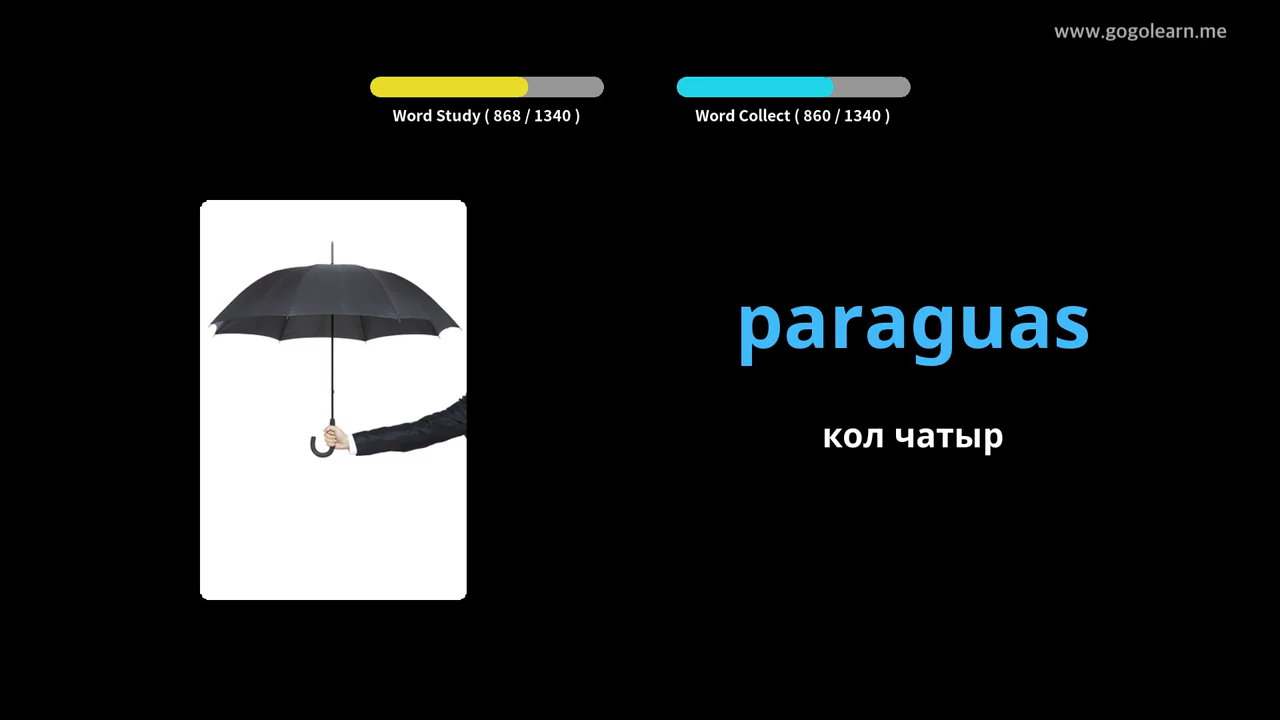 www.gogolearn.me
Word Study ( 868 / 1340 )
Word Collect ( 860 / 1340 )
paraguas
кол чатыр